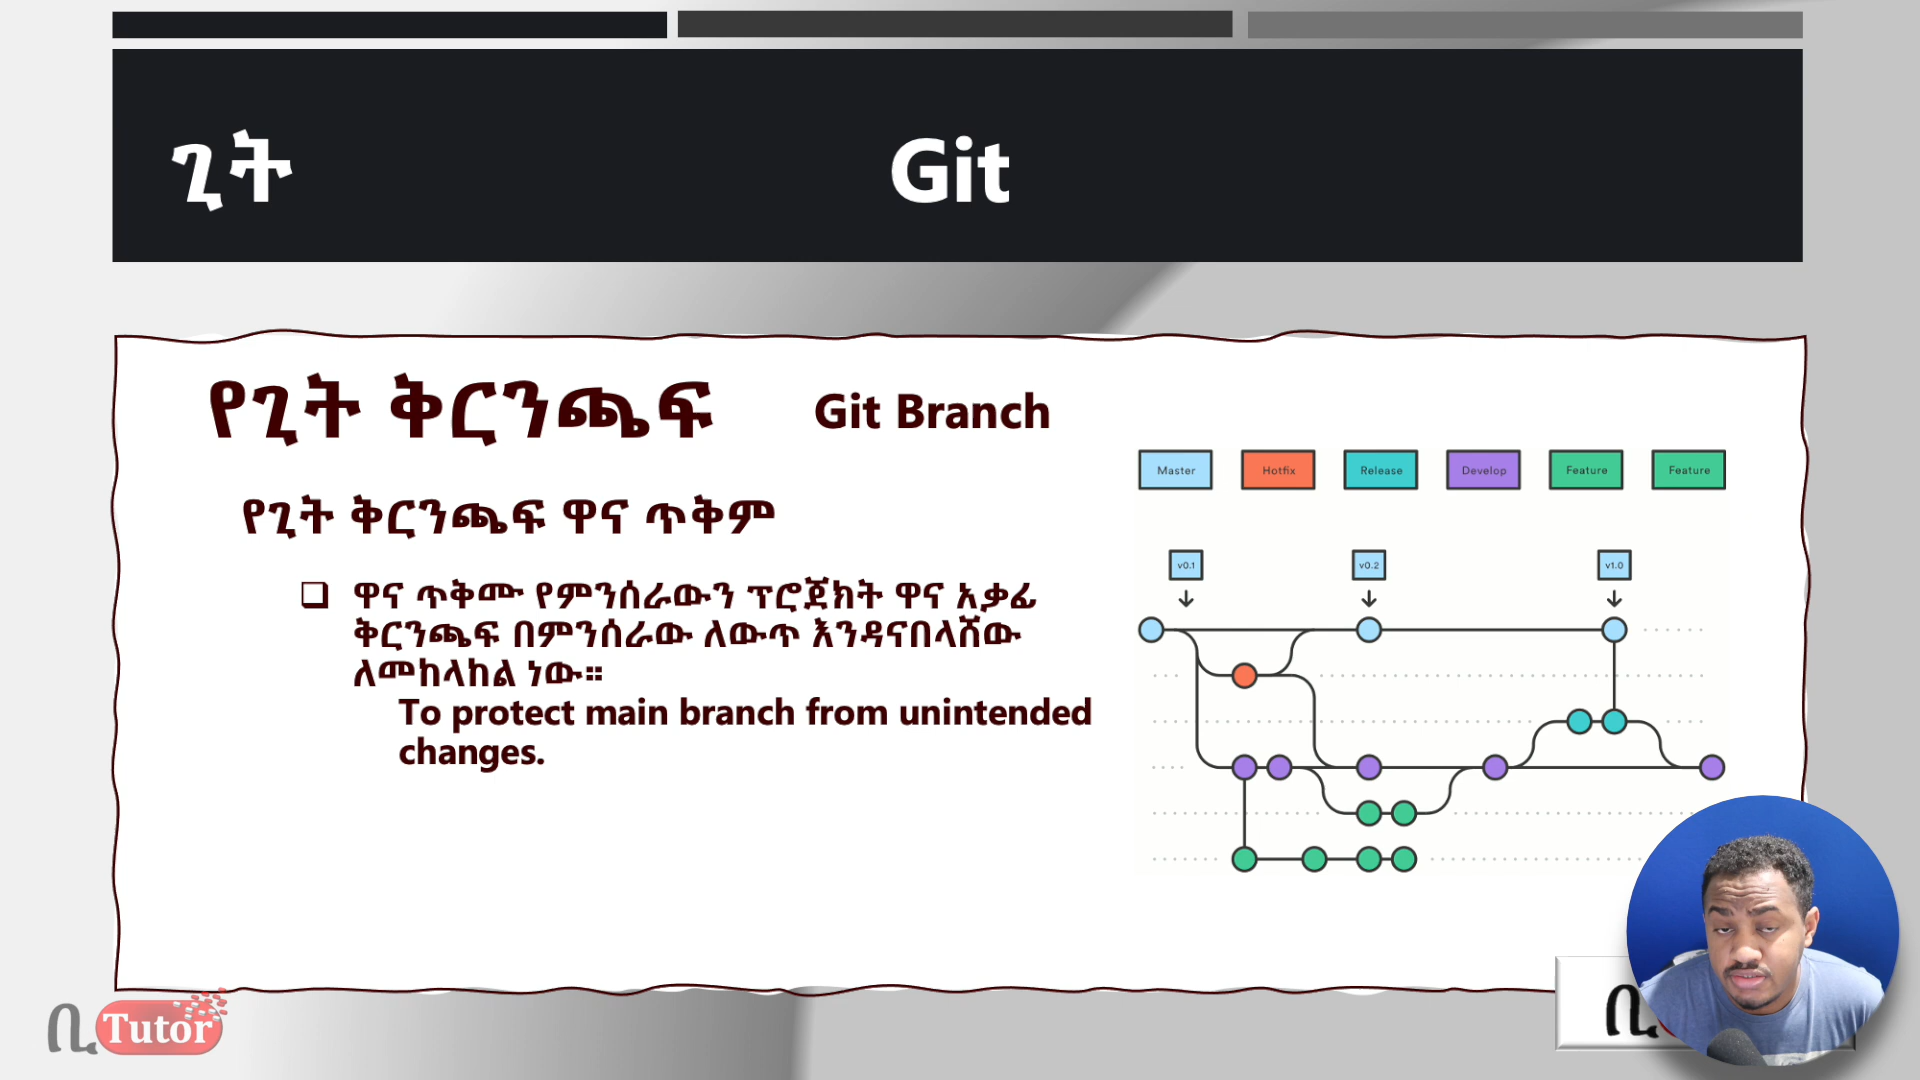 ጊት Git
የጊት ቅርንጫፍ Git Branch
የጊት ቅርንጫፍ ዋና ጥቅም
ዋና ጥቅሙ የምንሰራውን ፕሮጀክት ዋና አቃፊ
ቅርንጫፍ በምንሰራው ለውጥ እንዳናበላሸው
ለመከላከል ነው።
To protect main branch from unintended
changes.
Master Hotfix Release Develop Feature Feature
v0.1 v0.2 v1.0
ቢ Tutor
ቢ